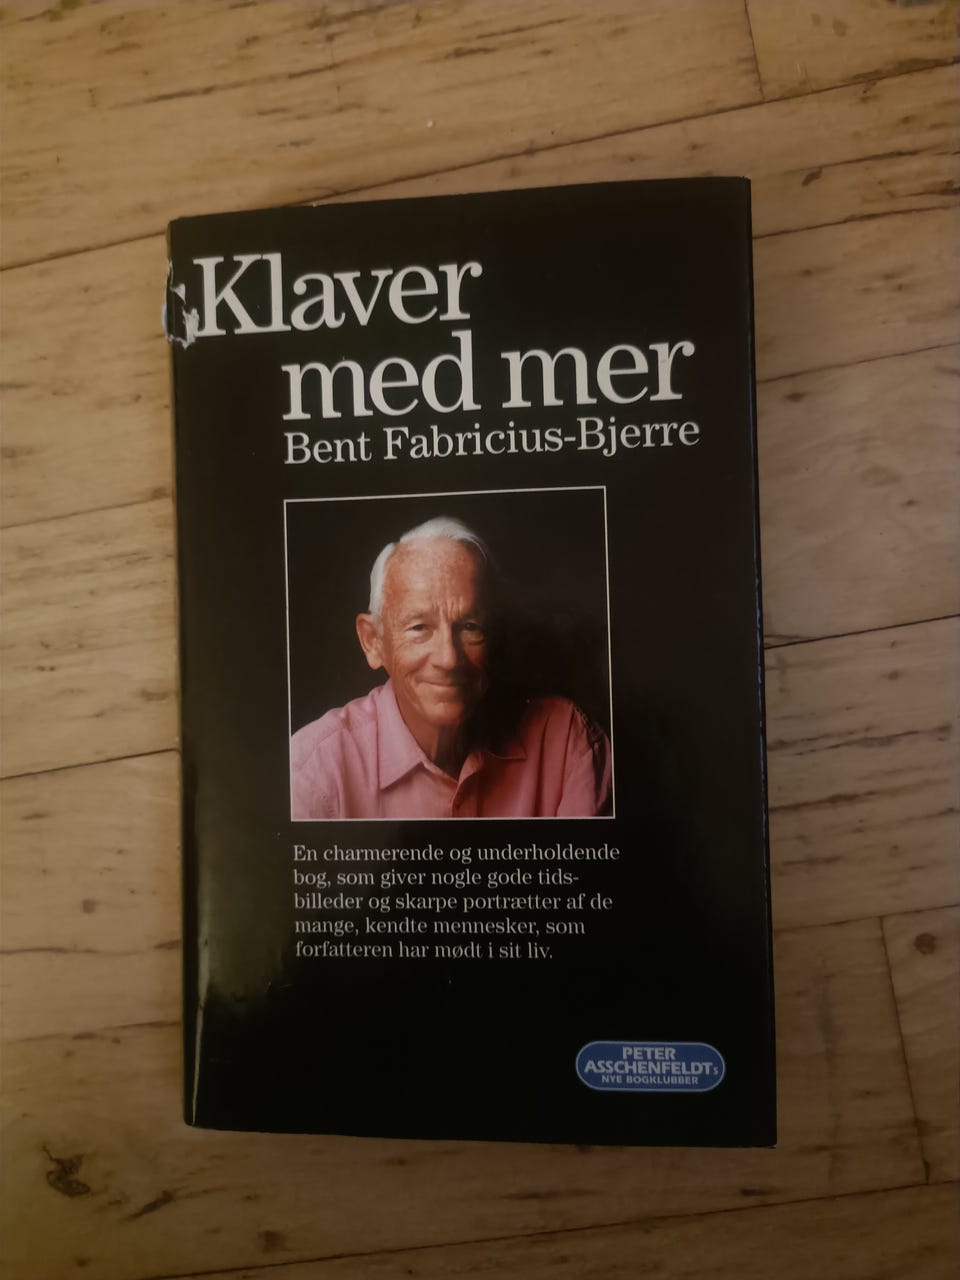 Klaver
med mer
Bent Fabricius-Bjerre
En charmerende og underholdende
bog, som giver nogle gode tids-
billeder og skarpe portrætter af de
mange, kendte mennesker, som
forfatteren har mødt i sit liv.
PETER
ASSCHENFELDTs
NYE BOGKLUBBER